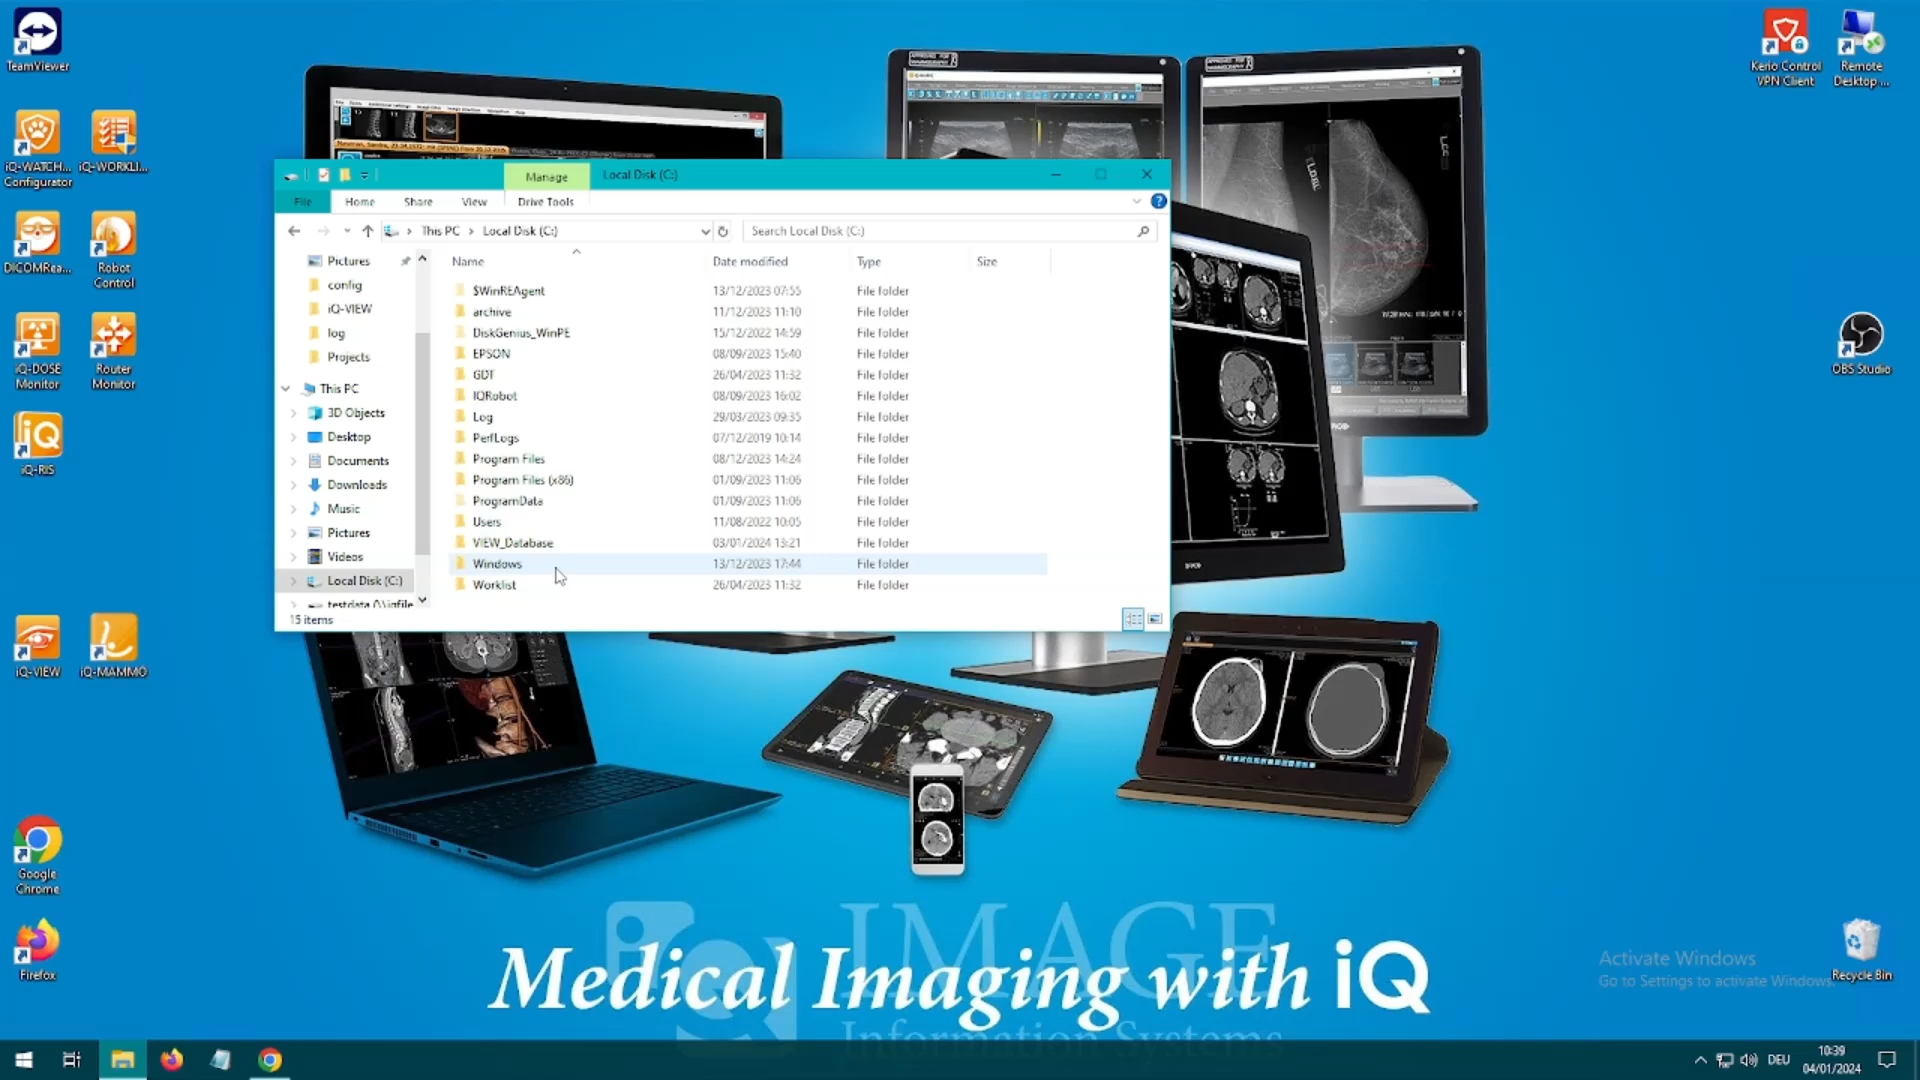 TeamViewer
iQ-WATCH...
Configurator
iQ-WORKLI...
DICOMRea...
Robot
Control
iQ-DOSE
Monitor
Router
Monitor
iQ
iQ-RIS
iQ-VIEW
iQ-MAMMO
Google
Chrome
Firefox
Kerio Control
VPN Client
Remote
Desktop ...
OBS Studio
Recycle Bin
Manage
Local Disk (C:)
File
Home
Share
View
Drive Tools
This PC
Local Disk (C:)
Search Local Disk (C:)
Pictures
config
iQ-VIEW
log
Projects
This PC
3D Objects
Desktop
Documents
Downloads
Music
Pictures
Videos
Local Disk (C:)
testdata (\\iqfile
Name Date modified Type Size
$WinREAgent 13/12/2023 07:55 File folder
archive 11/12/2023 11:10 File folder
DiskGenius_WinPE 15/12/2022 14:59 File folder
EPSON 08/09/2023 15:40 File folder
GDT 26/04/2023 11:32 File folder
IQRobot 08/09/2023 16:02 File folder
Log 29/03/2023 09:35 File folder
PerfLogs 07/12/2019 10:14 File folder
Program Files 08/12/2023 14:24 File folder
Program Files (x86) 01/09/2023 11:06 File folder
ProgramData 01/09/2023 11:06 File folder
Users 11/08/2022 10:05 File folder
VIEW_Database 03/01/2024 13:21 File folder
Windows 13/12/2023 17:44 File folder
Worklist 26/04/2023 11:32 File folder
15 items
iQ IMAGE
Medical Imaging with iQ
Information Systems
Activate Windows
Go to Settings to activate Windows.
DEU
10:39
04/01/2024